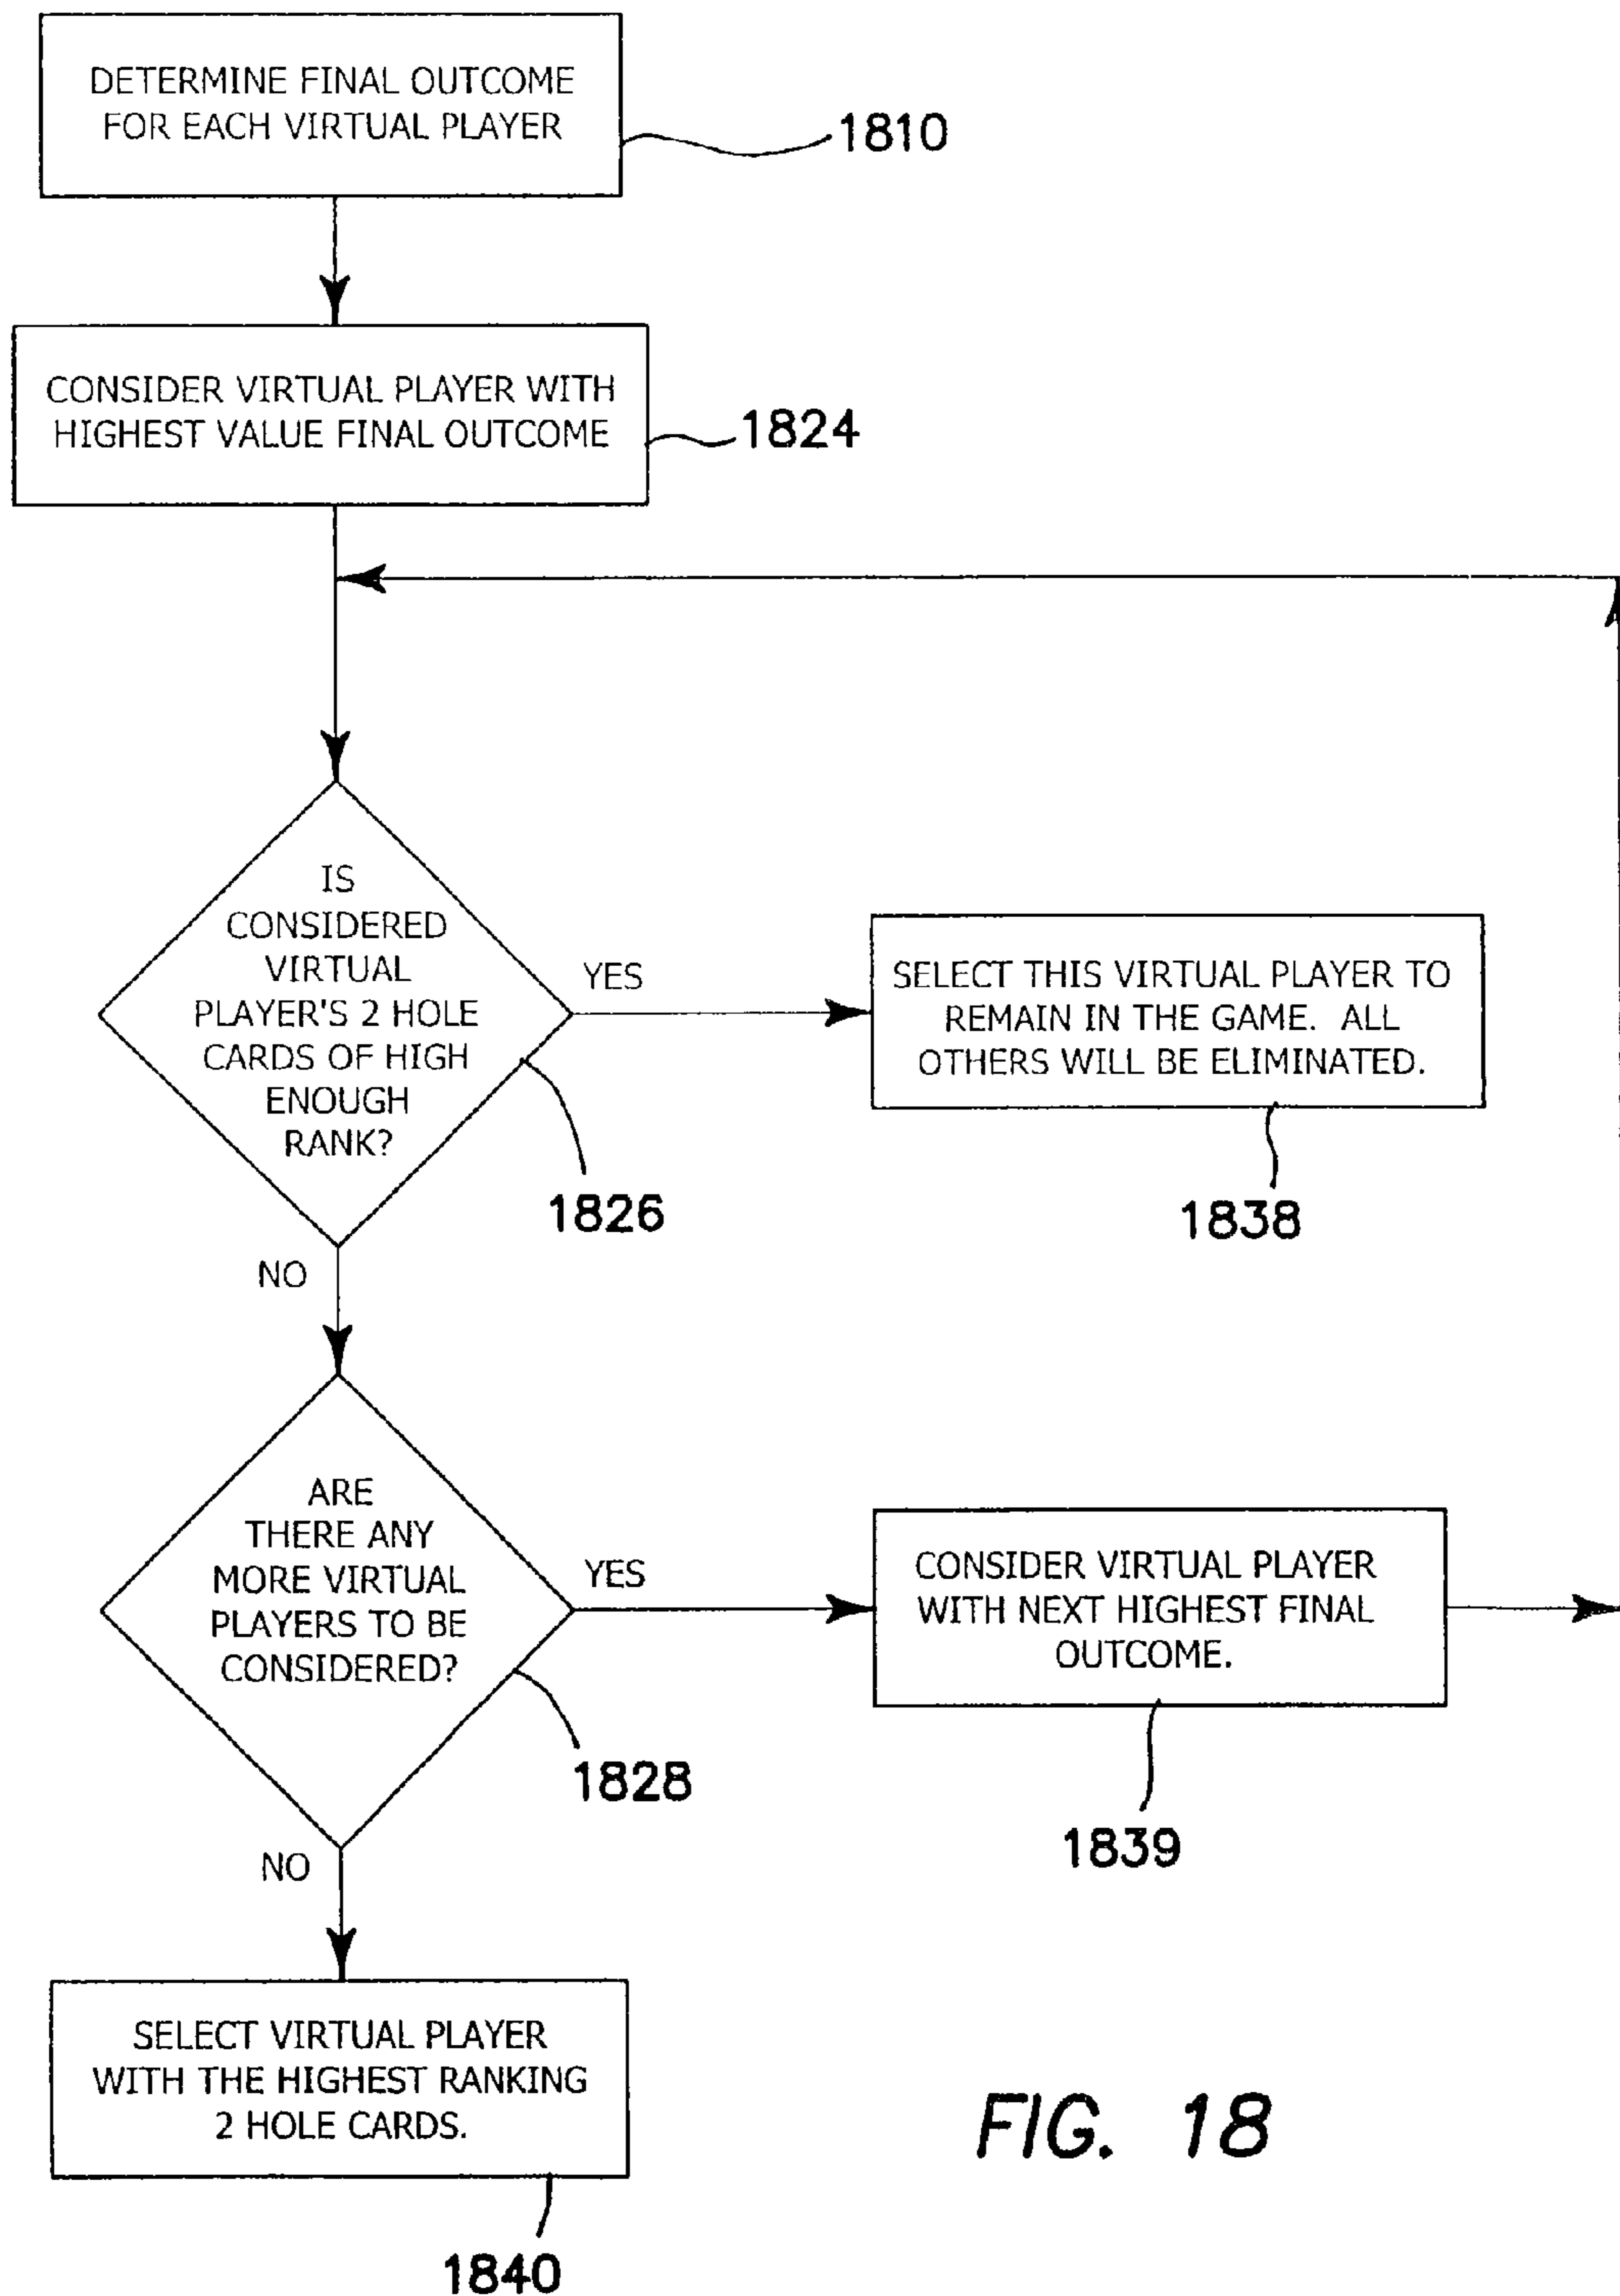 DETERMINE FINAL OUTCOME
FOR EACH VIRTUAL PLAYER
1810
CONSIDER VIRTUAL PLAYER WITH
HIGHEST VALUE FINAL OUTCOME
1824
IS
CONSIDERED
VIRTUAL
PLAYER'S 2 HOLE
CARDS OF HIGH
ENOUGH
RANK?
1826
YES
SELECT THIS VIRTUAL PLAYER TO
REMAIN IN THE GAME. ALL
OTHERS WILL BE ELIMINATED.
1838
NO
ARE
THERE ANY
MORE VIRTUAL
PLAYERS TO BE
CONSIDERED?
1828
YES
CONSIDER VIRTUAL PLAYER
WITH NEXT HIGHEST FINAL
OUTCOME.
1839
NO
SELECT VIRTUAL PLAYER
WITH THE HIGHEST RANKING
2 HOLE CARDS.
1840
FIG. 18